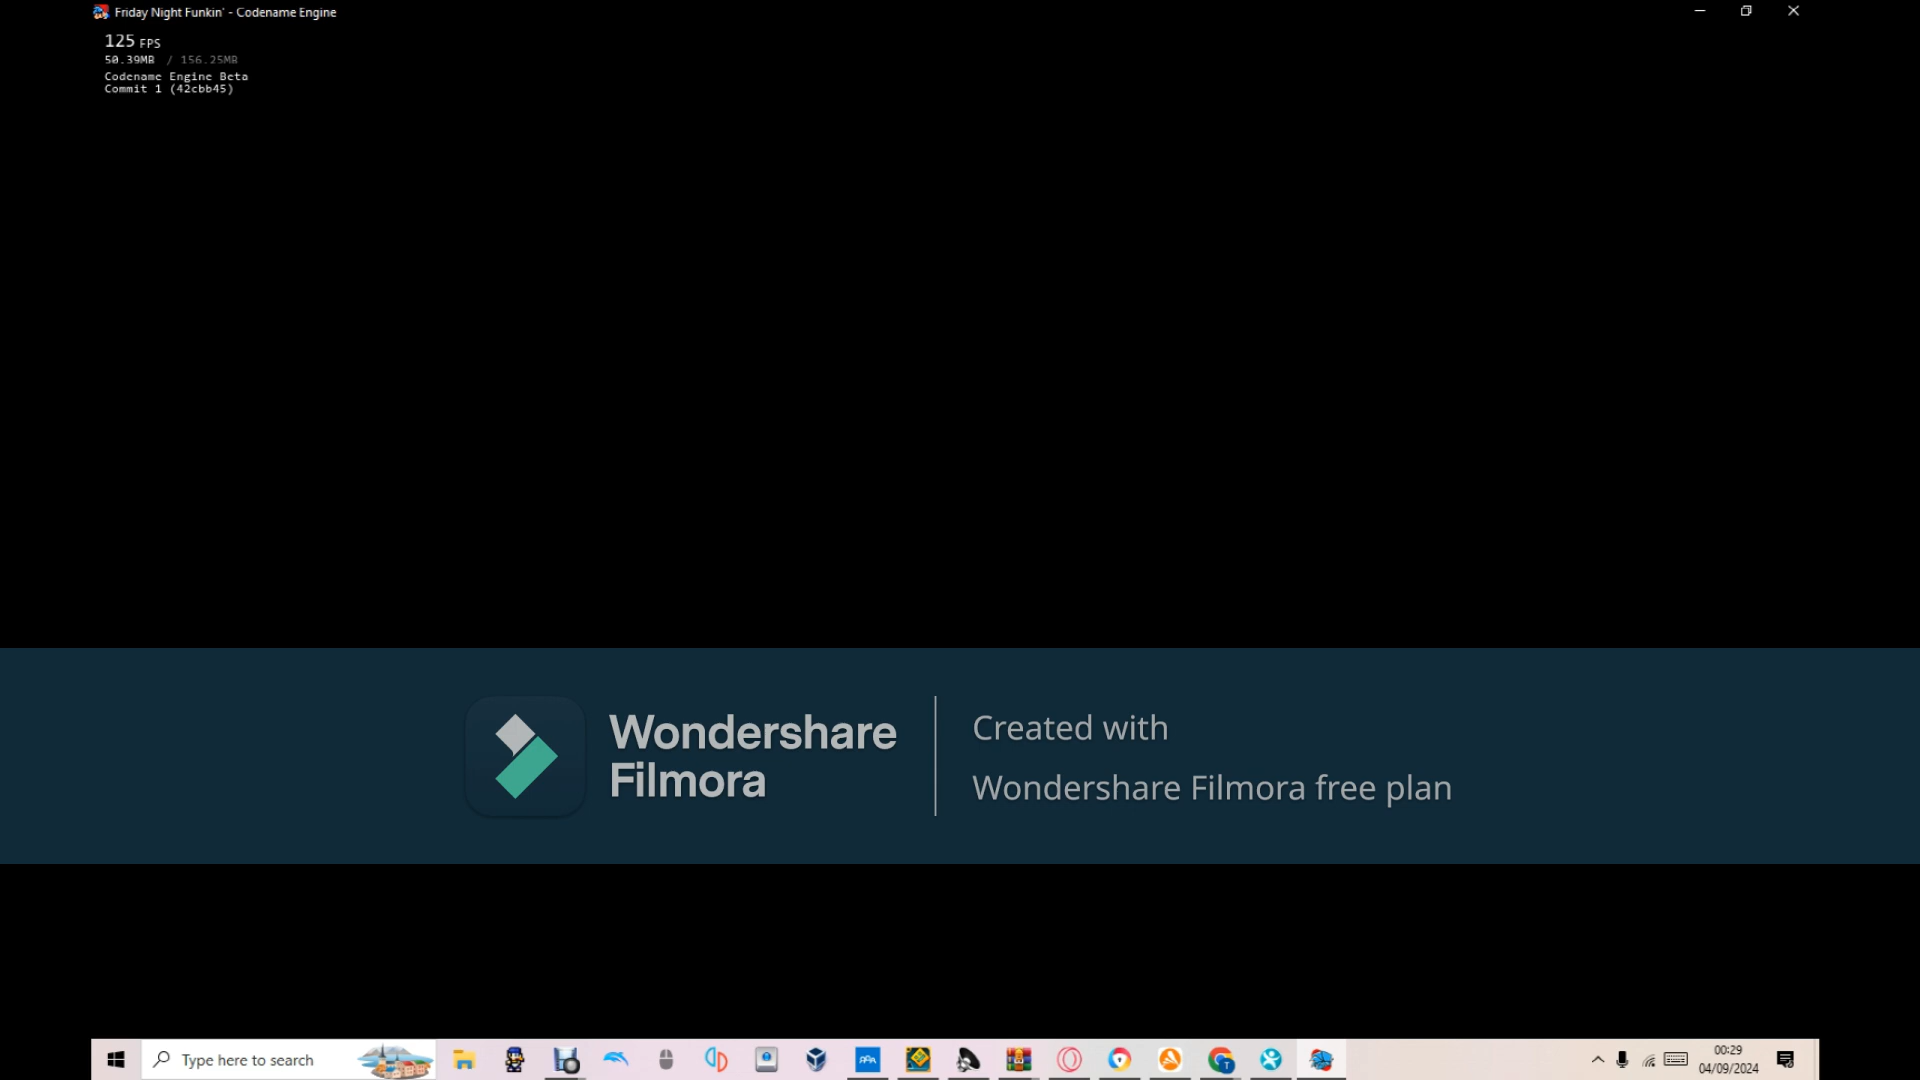 Friday Night Funkin' - Codename Engine
125 FPS
50.39MB / 156.25MB
Codename Engine Beta
Commit 1 (42cbb45)
Wondershare
Filmora
Created with
Wondershare Filmora free plan
Type here to search
00:29
04/09/2024